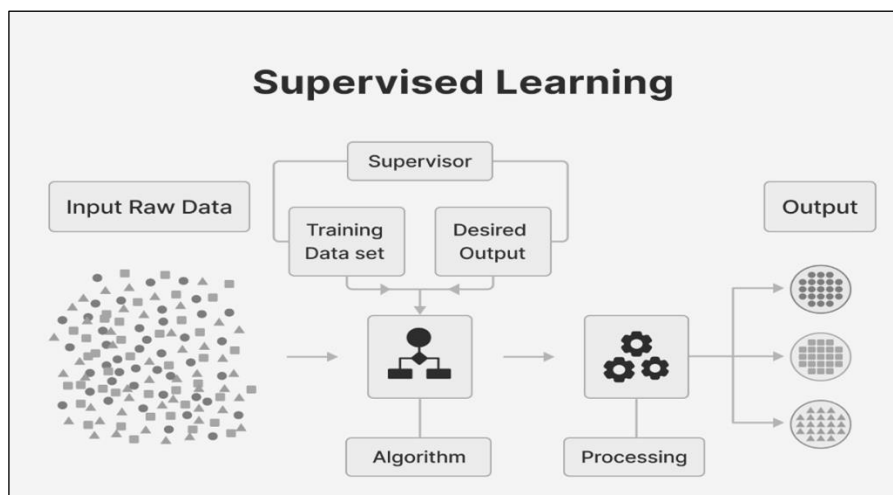 Supervised Learning
Supervisor
Input Raw Data
Training
Data set
Desired
Output
Output
Algorithm
Processing